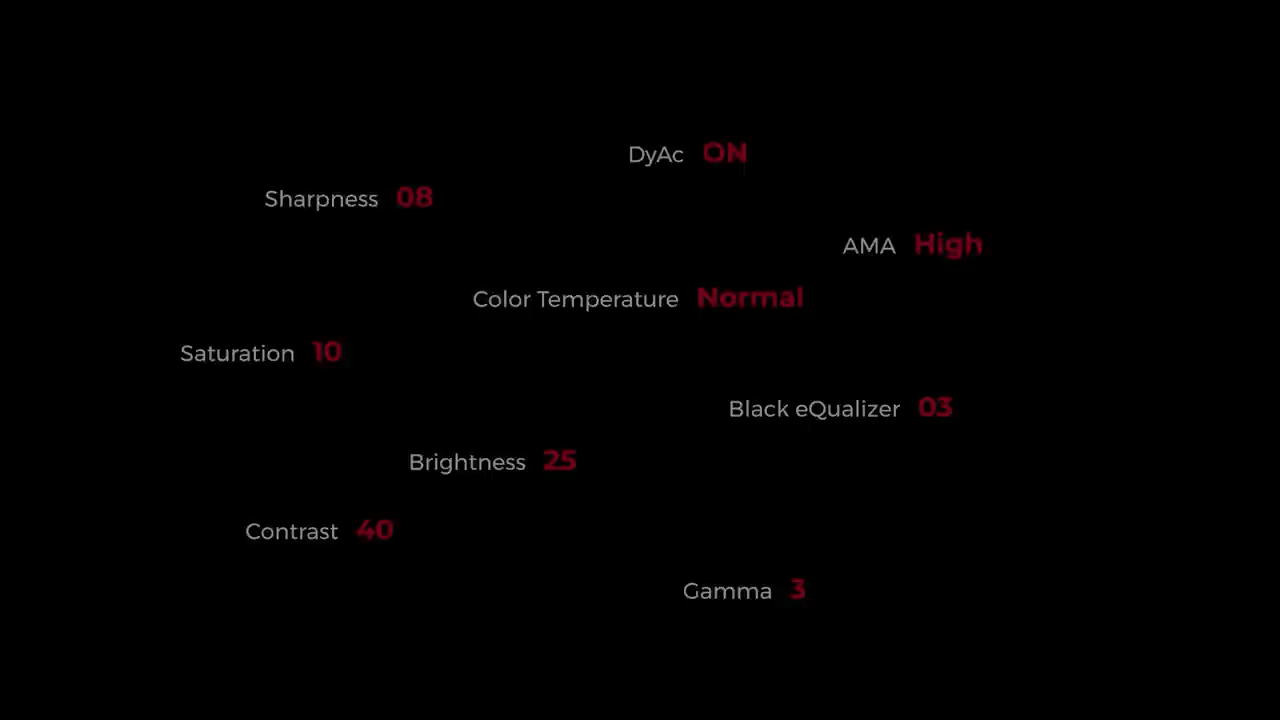 DyAc ON
Sharpness 08
AMA High
Color Temperature Normal
Saturation 10
Black eQualizer 03
Brightness 25
Contrast 40
Gamma 3